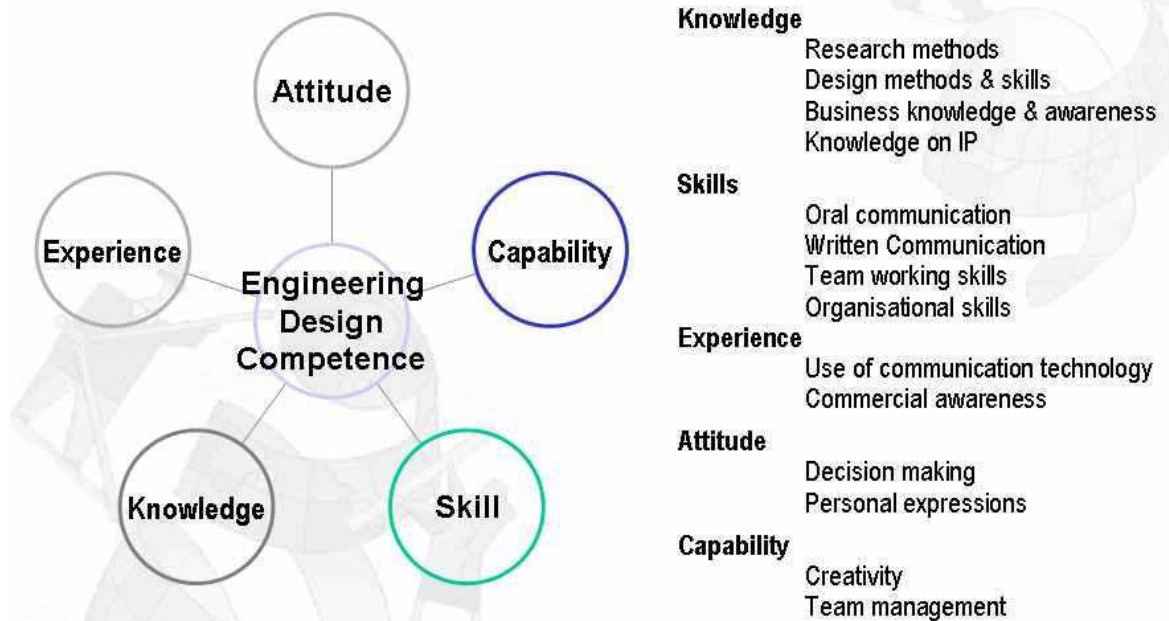 Attitude
Experience
Capability
Engineering
Design
Competence
Knowledge
Skill
Knowledge
Research methods
Design methods & skills
Business knowledge & awareness
Knowledge on IP
Skills
Oral communication
Written Communication
Team working skills
Organisational skills
Experience
Use of communication technology
Commercial awareness
Attitude
Decision making
Personal expressions
Capability
Creativity
Team management